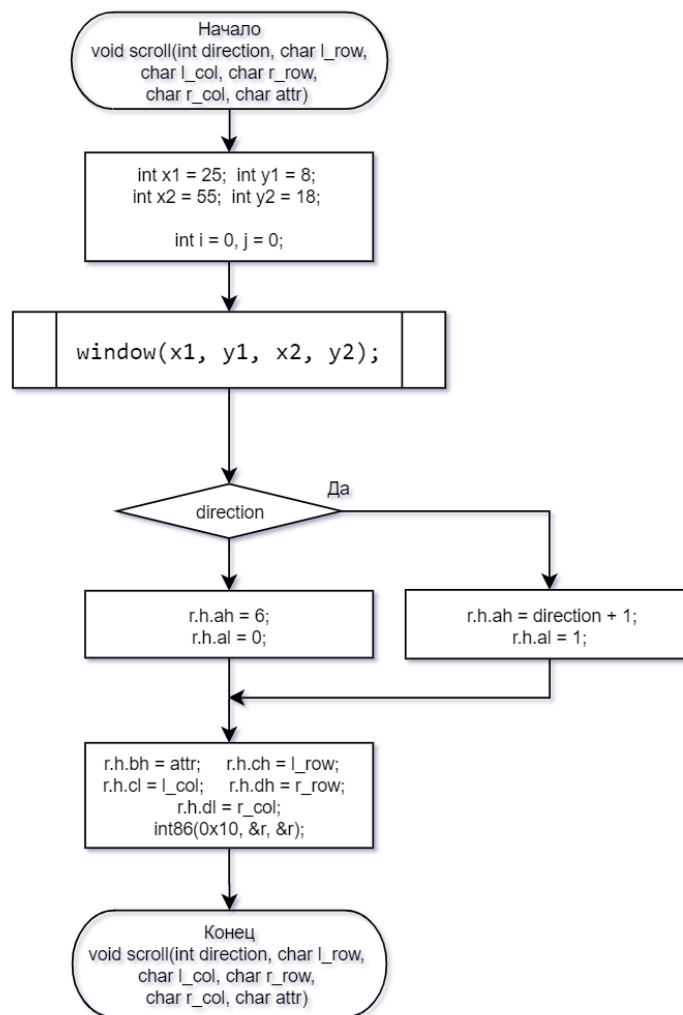 Начало
void scroll(int direction, char l_row,
char l_col, char r_row,
char r_col, char attr)
int x1 = 25; int y1 = 8;
int x2 = 55; int y2 = 18;
int i = 0, j = 0;
window(x1, y1, x2, y2);
Да
direction
r.h.ah = 6;
r.h.al = 0;
r.h.ah = direction + 1;
r.h.al = 1;
r.h.bh = attr; r.h.ch = l_row;
r.h.cl = l_col; r.h.dh = r_row;
r.h.dl = r_col;
int86(0x10, &r, &r);
Конец
void scroll(int direction, char l_row,
char l_col, char r_row,
char r_col, char attr)